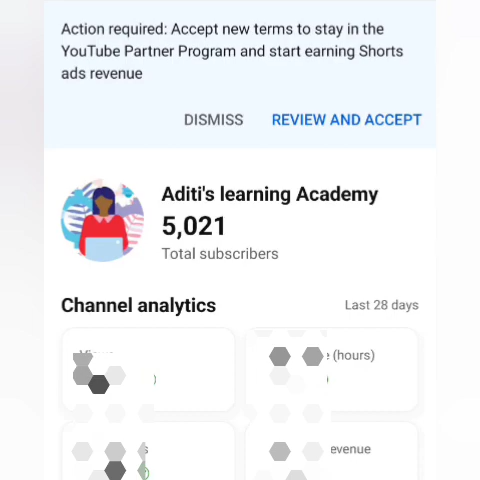 Action required: Accept new terms to stay in the
YouTube Partner Program and start earning Shorts
ads revenue
DISMISS REVIEW AND ACCEPT
Aditi's learning Academy
5,021
Total subscribers
Channel analytics Last 28 days
(hours)